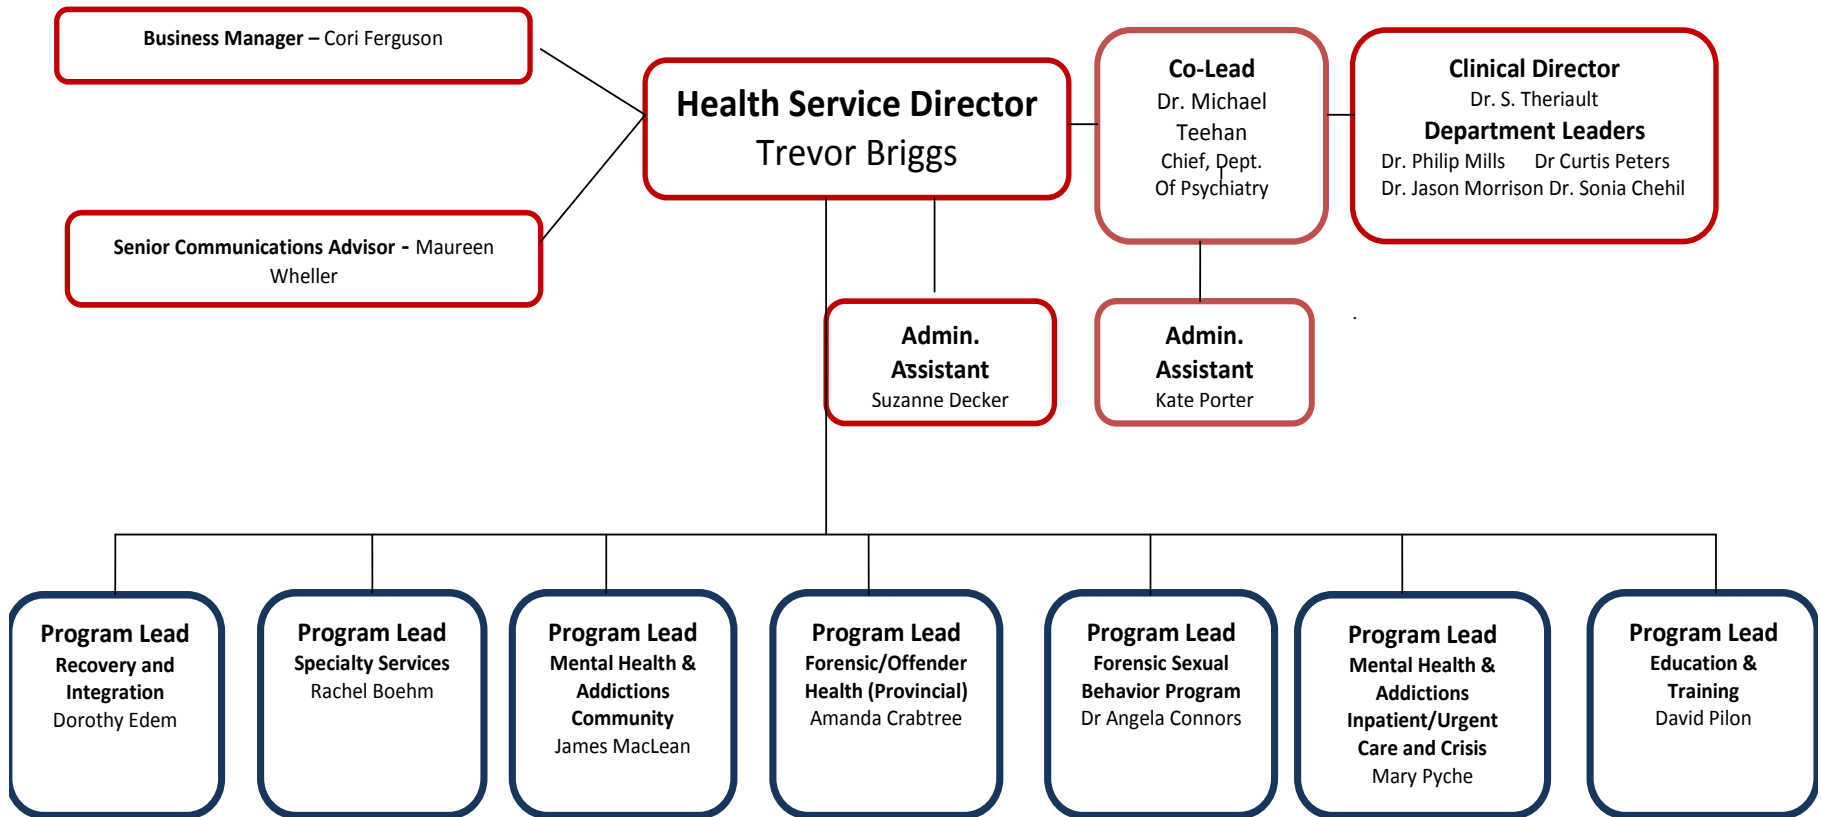 Business Manager – Cori Ferguson
Senior Communications Advisor - Maureen
Wheller
Health Service Director
Trevor Briggs
Co-Lead
Dr. Michael
Teehan
Chief, Dept.
Of Psychiatry
Clinical Director
Dr. S. Theriault
Department Leaders
Dr. Philip Mills Dr Curtis Peters
Dr. Jason Morrison Dr. Sonia Chehil
Admin.
Assistant
Suzanne Decker
Admin.
Assistant
Kate Porter
Program Lead
Recovery and
Integration
Dorothy Edem
Program Lead
Specialty Services
Rachel Boehm
Program Lead
Mental Health &
Addictions
Community
James MacLean
Program Lead
Forensic/Offender
Health (Provincial)
Amanda Crabtree
Program Lead
Forensic Sexual
Behavior Program
Dr Angela Connors
Program Lead
Mental Health &
Addictions
Inpatient/Urgent
Care and Crisis
Mary Pyche
Program Lead
Education &
Training
David Pilon